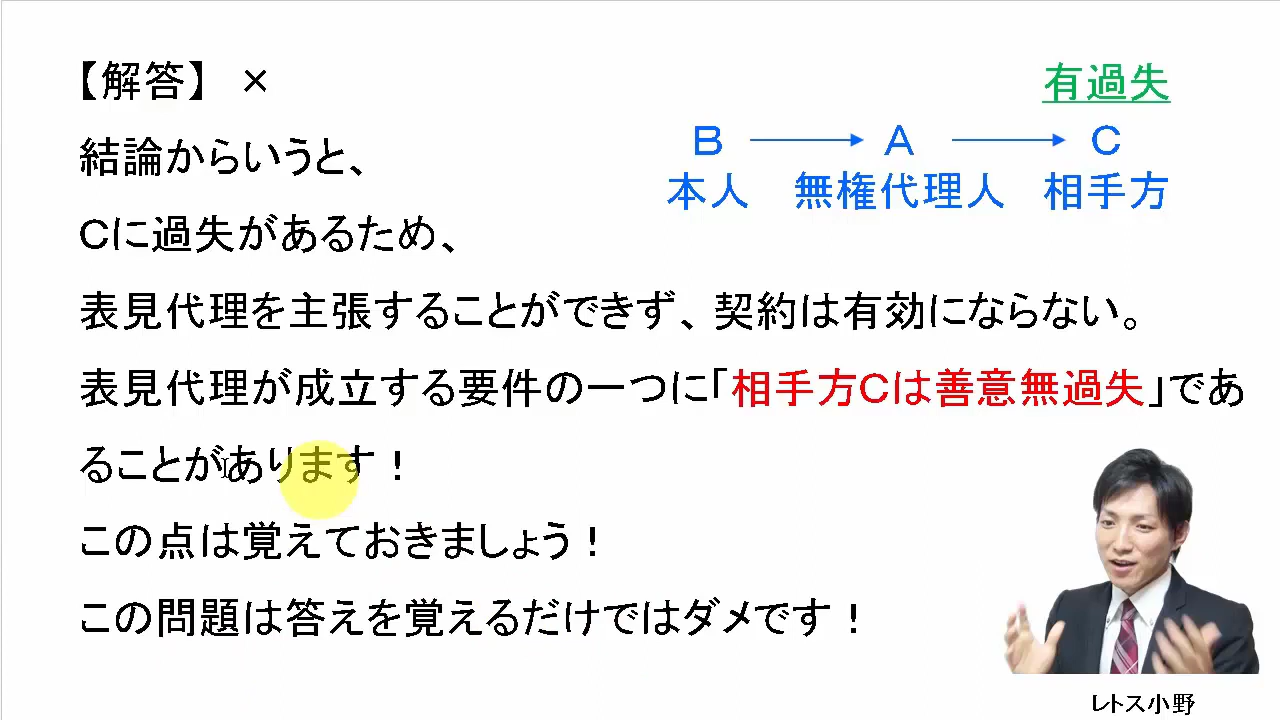 【解答】 ×
有過失
B → A → C
本人 無権代理人 相手方
結論からいうと、
Cに過失があるため、
表見代理を主張することができず、契約は有効にならない。
表見代理が成立する要件の一つに「相手方Cは善意無過失」であ
ることがあります！
この点は覚えておきましょう！
この問題は答えを覚えるだけではダメです！
レトス小野